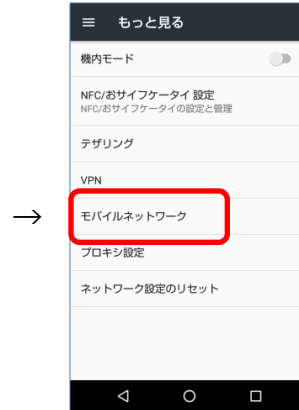 もっと見る
機内モード
NFC/おサイフケータイ 設定
NFC/おサイフケータイの設定と管理
テザリング
VPN
→ モバイルネットワーク
プロキシ設定
ネットワーク設定のリセット